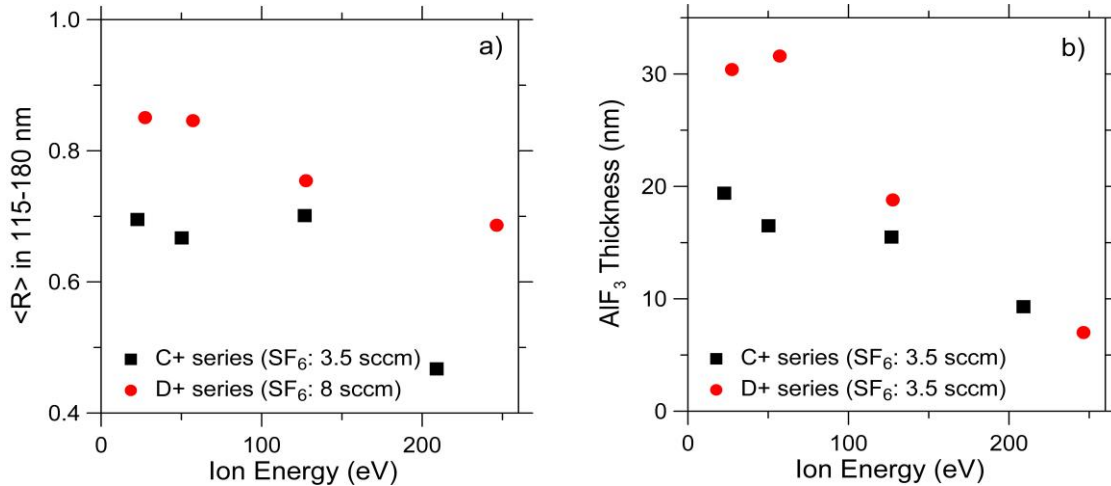 a)
1.0
0.8
0.6
0.4
<R> in 115-180 nm
C+ series (SF₆: 3.5 sccm)
D+ series (SF₆: 8 sccm)
0
100
200
Ion Energy (eV)
b)
30
20
10
0
AlF₃ Thickness (nm)
C+ series (SF₆: 3.5 sccm)
D+ series (SF₆: 3.5 sccm)
0
100
200
Ion Energy (eV)